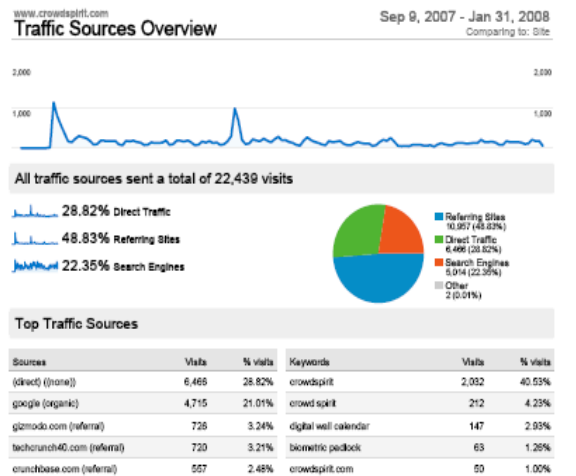 www.crowdspirit.com
Traffic Sources Overview
Sep 9, 2007 - Jan 31, 2008
Comparing to: Site
2,000 2,000
1,000 1,000
All traffic sources sent a total of 22,439 visits
28.82% Direct Traffic
48.83% Referring Sites
22.35% Search Engines
Referring Sites
10,957 (48.83%)
Direct Traffic
6,466 (28.82%)
Search Engines
5,014 (22.35%)
Other
2 (0.01%)
Top Traffic Sources
Sources Visits % visits Keywords Visits % visits
(direct) ((none)) 6,466 28.82% crowdspirit 2,032 40.53%
google (organic) 4,715 21.01% crowd spirit 212 4.23%
gizmodo.com (referral) 726 3.24% digital wall calendar 147 2.93%
techcrunch40.com (referral) 720 3.21% biometric padlock 63 1.26%
crunchbase.com (referral) 557 2.48% crowdspirit.com 50 1.00%